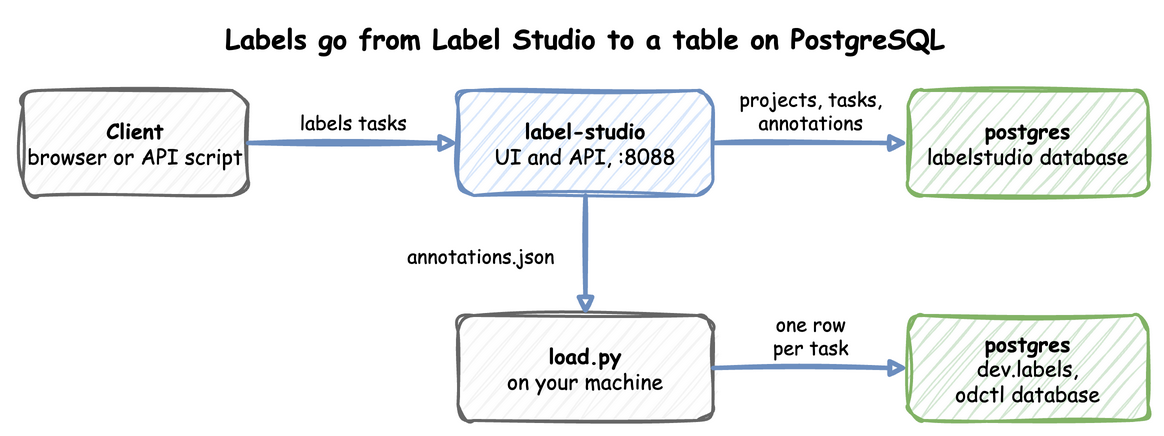 Labels go from Label Studio to a table on PostgreSQL
Client
browser or API script
labels tasks
label-studio
UI and API, :8088
projects, tasks,
annotations
postgres
labelstudio database
annotations.json
load.py
on your machine
one row
per task
postgres
dev.labels,
odctl database